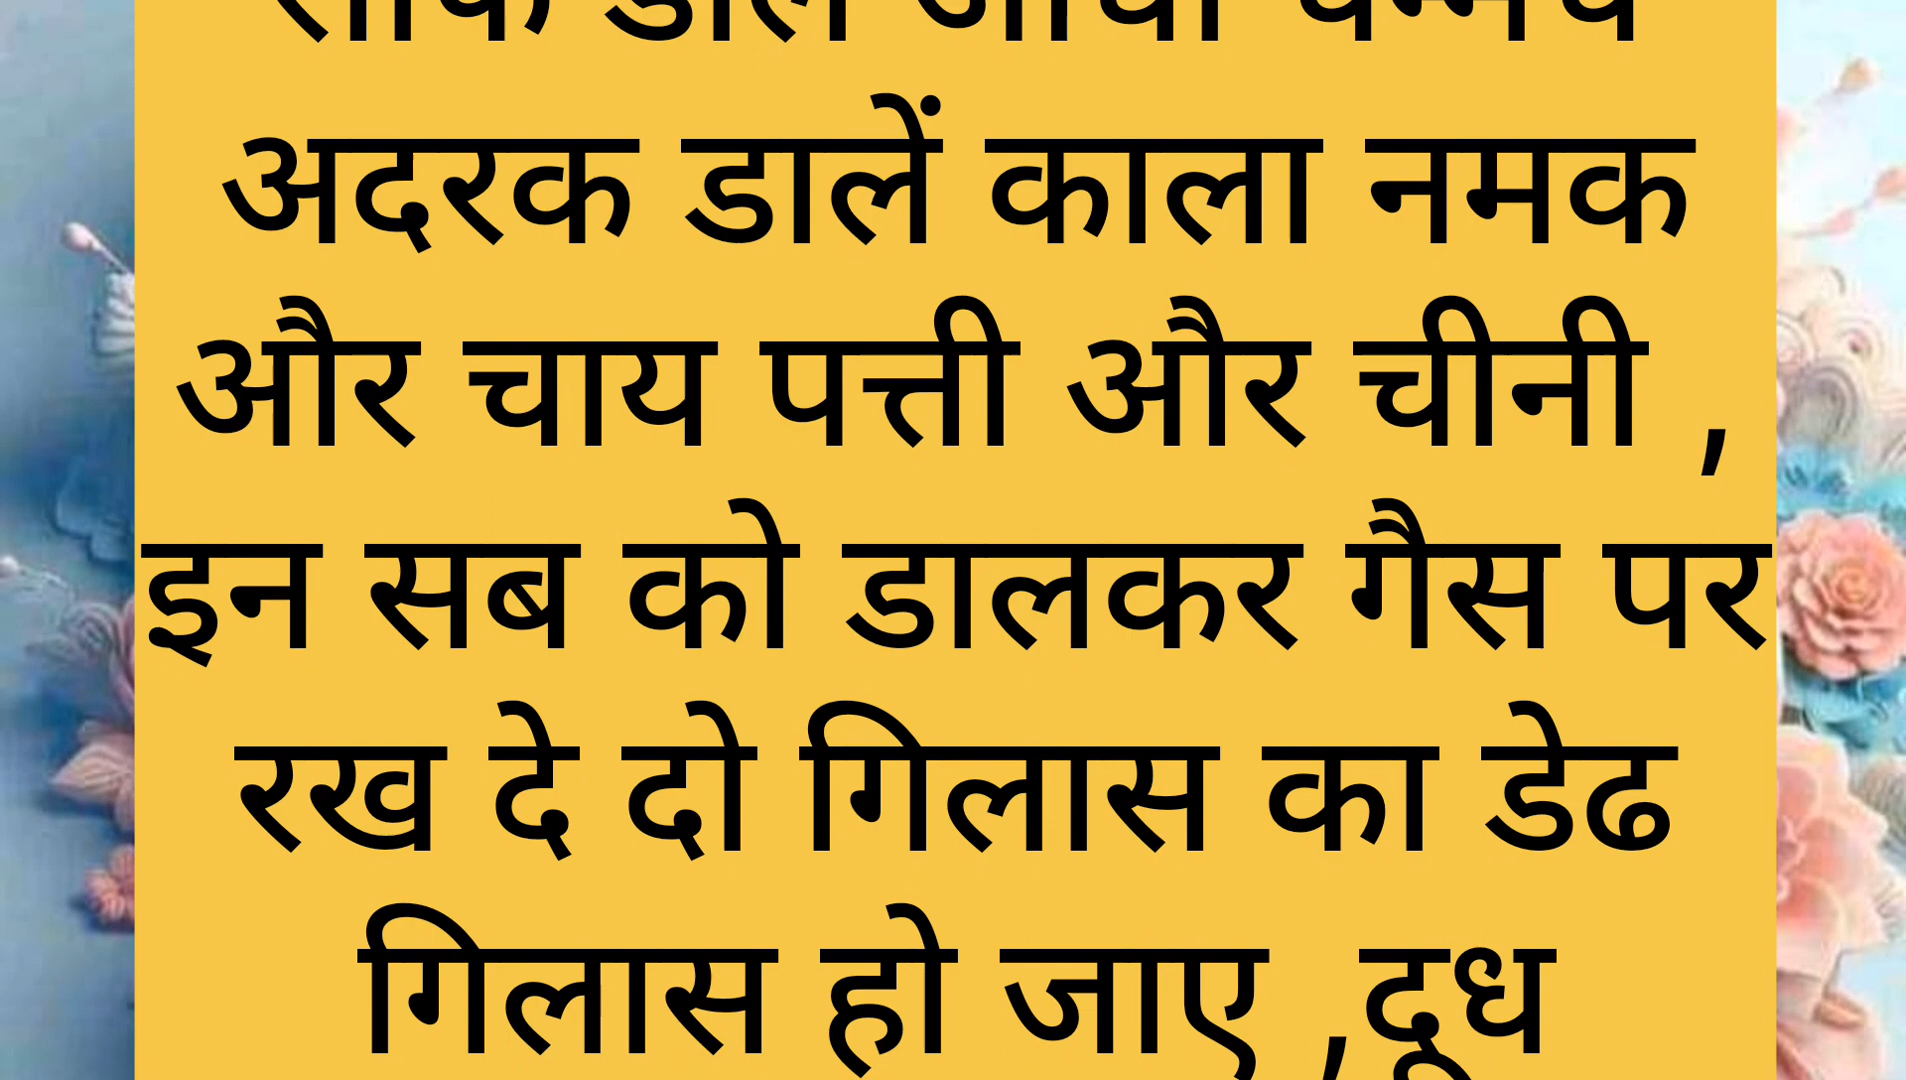 अदरक डालें काला नमक
और चाय पत्ती और चीनी ,
इन सब को डालकर गैस पर
रख दे दो गिलास का डेढ
गिलास हो जाए ,दूध